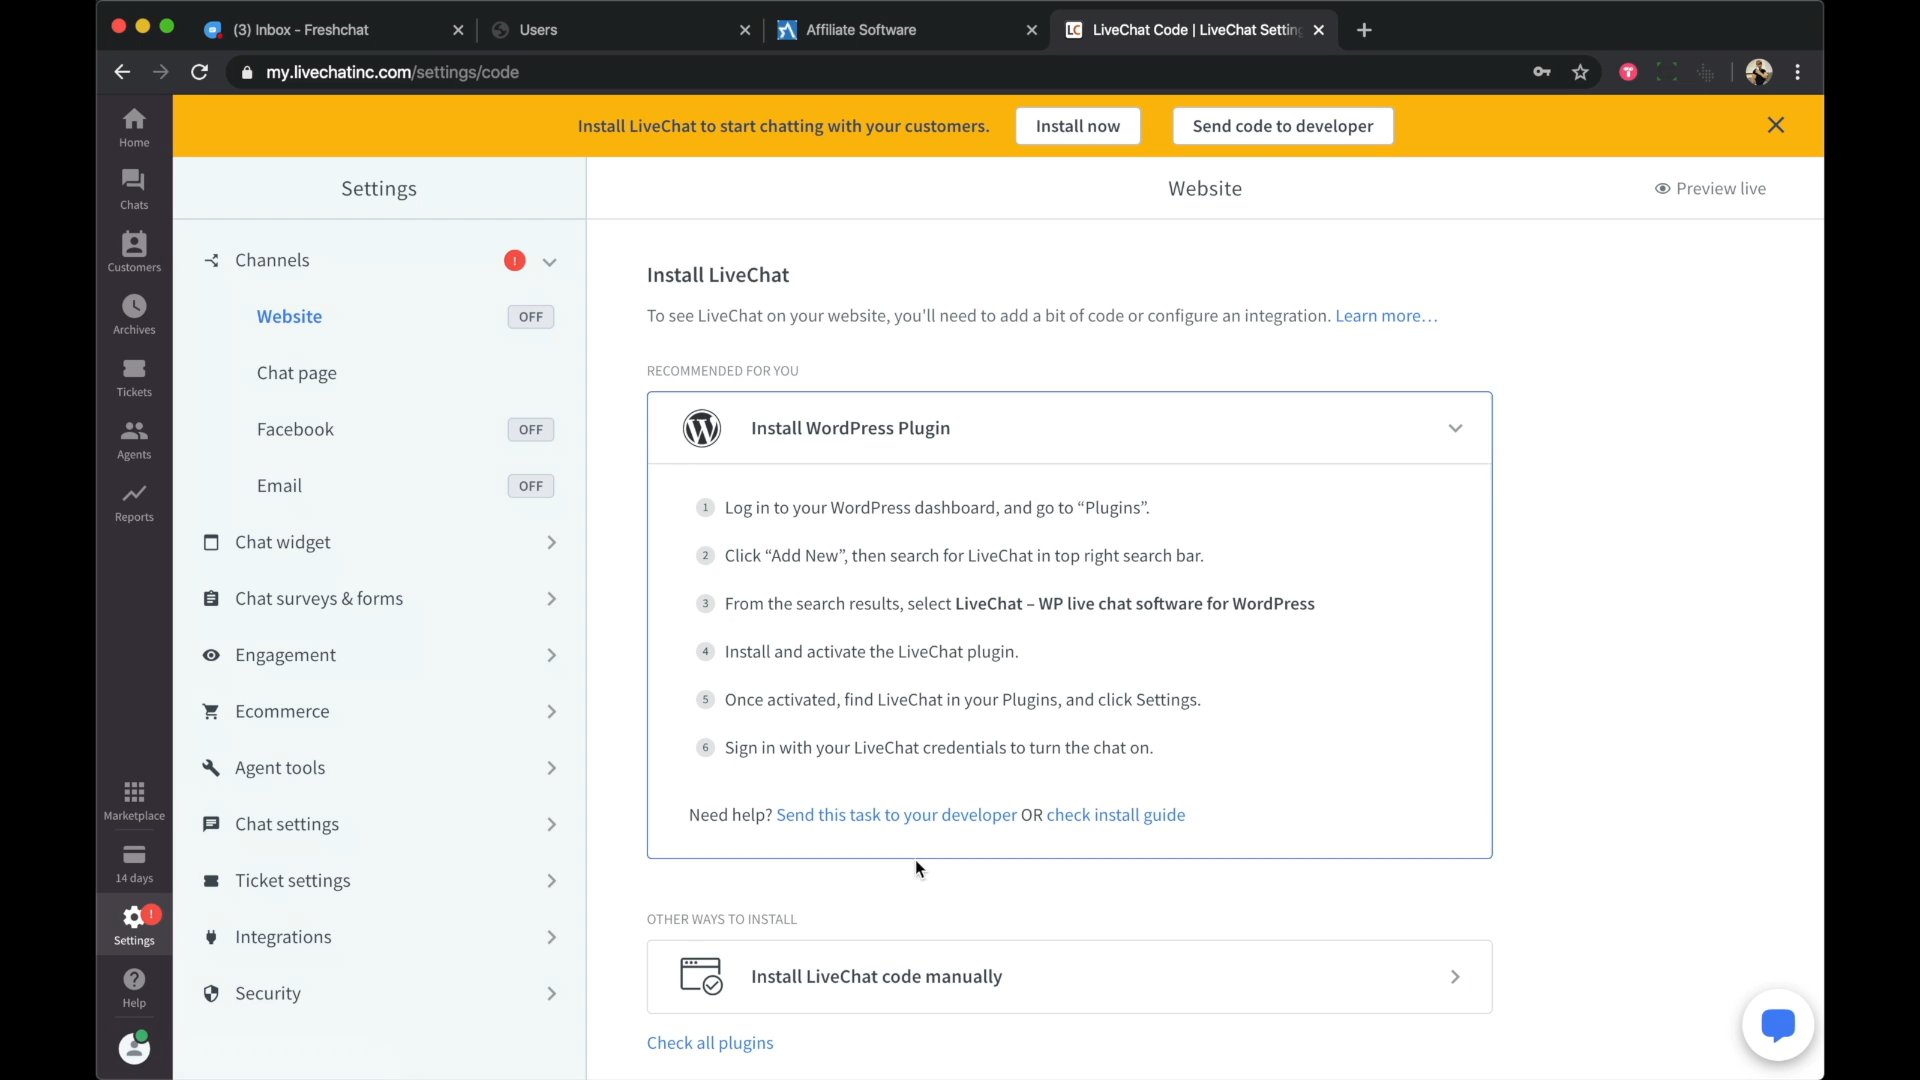 (3) Inbox - Freshchat
Users
Affiliate Software
LC
LiveChat Code | LiveChat Setting
my.livechatinc.com/settings/code
Install LiveChat to start chatting with your customers.
Install now
Send code to developer
Home
Chats
Customers
Archives
Tickets
Agents
Reports
Marketplace
14 days
Settings
Help
Settings
Channels
Website
OFF
Chat page
Facebook
OFF
Email
OFF
Chat widget
Chat surveys & forms
Engagement
Ecommerce
Agent tools
Chat settings
Ticket settings
Integrations
Security
Website
Preview live
Install LiveChat
To see LiveChat on your website, you'll need to add a bit of code or configure an integration. Learn more…
RECOMMENDED FOR YOU
Install WordPress Plugin
1 Log in to your WordPress dashboard, and go to “Plugins”.
2 Click “Add New”, then search for LiveChat in top right search bar.
3 From the search results, select LiveChat – WP live chat software for WordPress
4 Install and activate the LiveChat plugin.
5 Once activated, find LiveChat in your Plugins, and click Settings.
6 Sign in with your LiveChat credentials to turn the chat on.
Need help? Send this task to your developer OR check install guide
OTHER WAYS TO INSTALL
Install LiveChat code manually
Check all plugins